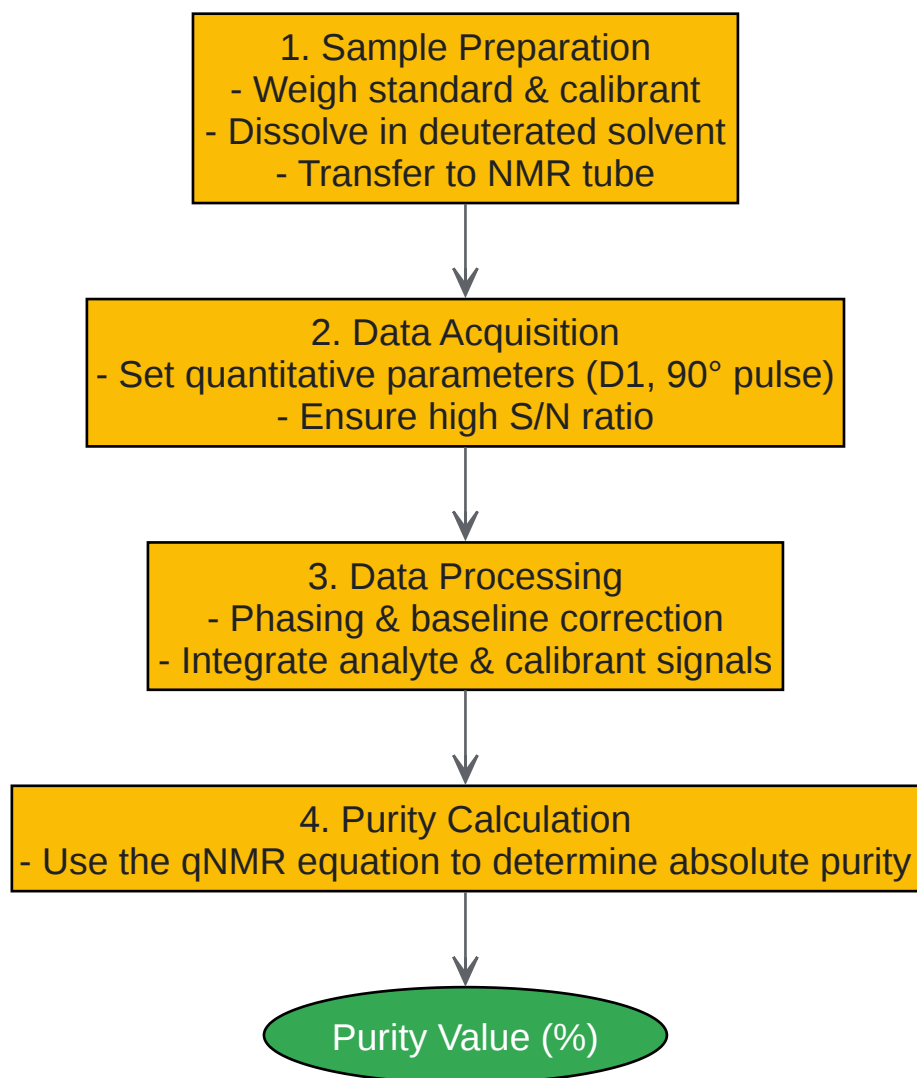 1. Sample Preparation
- Weigh standard & calibrant
- Dissolve in deuterated solvent
- Transfer to NMR tube
2. Data Acquisition
- Set quantitative parameters (D1, 90° pulse)
- Ensure high S/N ratio
3. Data Processing
- Phasing & baseline correction
- Integrate analyte & calibrant signals
4. Purity Calculation
- Use the qNMR equation to determine absolute purity
Purity Value (%)